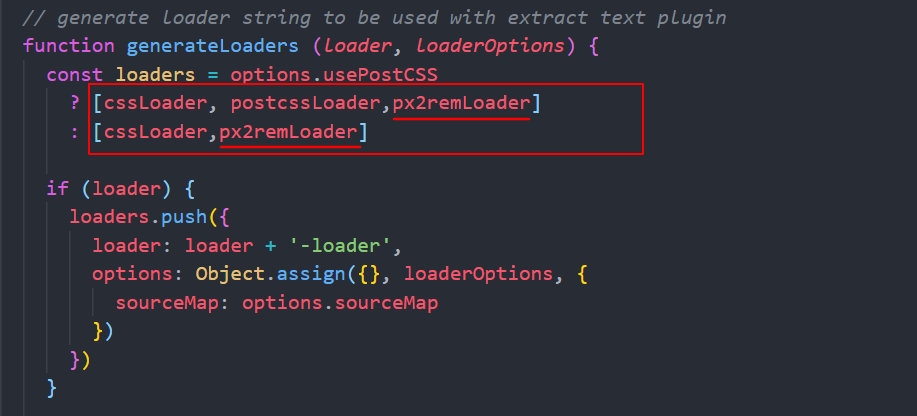 // generate loader string to be used with extract text plugin
function generateLoaders (loader, loaderOptions) {
const loaders = options.usePostCSS
? [cssLoader, postcssLoader,px2remLoader]
: [cssLoader,px2remLoader]
if (loader) {
loaders.push({
loader: loader + '-loader',
options: Object.assign({}, loaderOptions, {
sourceMap: options.sourceMap
})
})
}